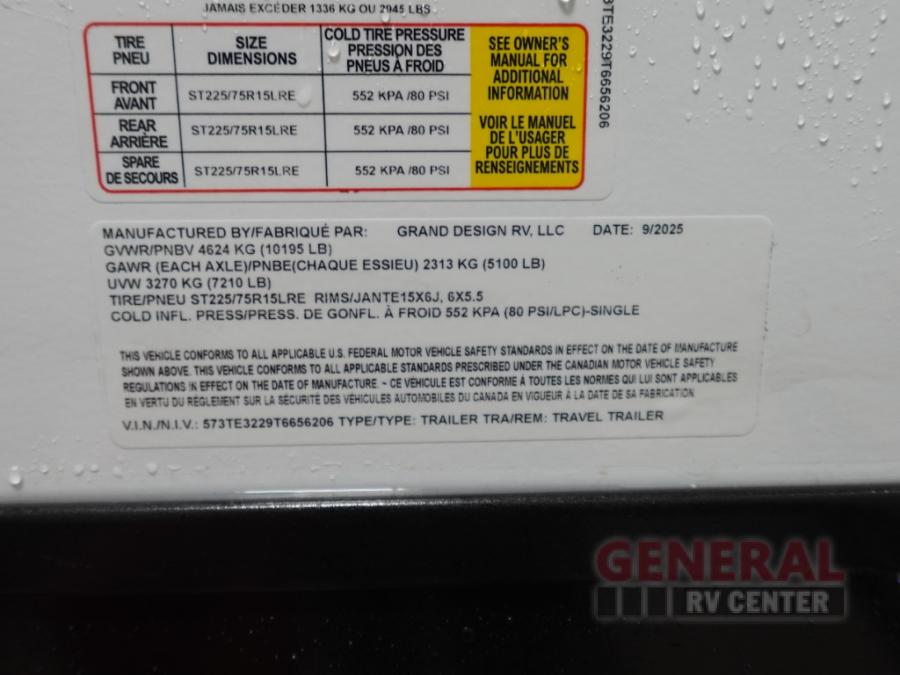 JAMAIS EXCÉDER 1336 KG OU 2945 LBS
TIRE PNEU SIZE DIMENSIONS COLD TIRE PRESSURE PRESSION DES PNEUS À FROID
FRONT AVANT ST225/75R15LRE 552 KPA /80 PSI
REAR ARRIÈRE ST225/75R15LRE 552 KPA /80 PSI
SPARE DE SECOURS ST225/75R15LRE 552 KPA /80 PSI
SEE OWNER'S
MANUAL FOR
ADDITIONAL
INFORMATION
VOIR LE MANUEL
DE L'USAGER
POUR PLUS DE
RENSEIGNEMENTS
3TE3229T6656206
MANUFACTURED BY/FABRIQUÉ PAR: GRAND DESIGN RV, LLC DATE: 9/2025
GVWR/PNBV 4624 KG (10195 LB)
GAWR (EACH AXLE)/PNBE(CHAQUE ESSIEU) 2313 KG (5100 LB)
UVW 3270 KG (7210 LB)
TIRE/PNEU ST225/75R15LRE RIMS/JANTE15X6J, 6X5.5
COLD INFL. PRESS/PRESS. DE GONFL. À FROID 552 KPA (80 PSI/LPC)-SINGLE
THIS VEHICLE CONFORMS TO ALL APPLICABLE U.S. FEDERAL MOTOR VEHICLE SAFETY STANDARDS IN EFFECT ON THE DATE OF MANUFACTURE
SHOWN ABOVE. THIS VEHICLE CONFORMS TO ALL APPLICABLE STANDARDS PRESCRIBED UNDER THE CANADIAN MOTOR VEHICLE SAFETY
REGULATIONS IN EFFECT ON THE DATE OF MANUFACTURE. ~ CE VÉHICULE EST CONFORME À TOUTES LES NORMES QUI LUI SONT APPLICABLES
EN VERTU DU RÈGLEMENT SUR LA SÉCURITÉ DES VÉHICULES AUTOMOBILES DU CANADA EN VIGUEUR À LA DATE DE SA FABRICATION
V.I.N./N.I.V.: 573TE3229T6656206 TYPE/TYPE: TRAILER TRA/REM: TRAVEL TRAILER
GENERAL
RV CENTER